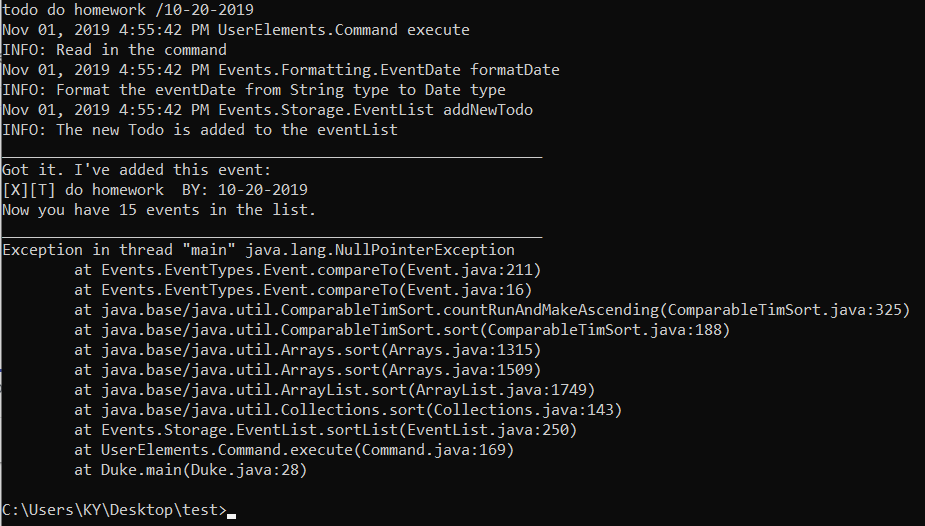 todo do homework /10-20-2019
Nov 01, 2019 4:55:42 PM UserElements.Command execute
INFO: Read in the command
Nov 01, 2019 4:55:42 PM Events.Formatting.EventDate formatDate
INFO: Format the eventDate from String type to Date type
Nov 01, 2019 4:55:42 PM Events.Storage.EventList addNewTodo
INFO: The new Todo is added to the eventList
____________________________________________________________
Got it. I've added this event:
[X][T] do homework  BY: 10-20-2019
Now you have 15 events in the list.
____________________________________________________________
Exception in thread "main" java.lang.NullPointerException
        at Events.EventTypes.Event.compareTo(Event.java:211)
        at Events.EventTypes.Event.compareTo(Event.java:16)
        at java.base/java.util.ComparableTimSort.countRunAndMakeAscending(ComparableTimSort.java:325)
        at java.base/java.util.ComparableTimSort.sort(ComparableTimSort.java:188)
        at java.base/java.util.Arrays.sort(Arrays.java:1315)
        at java.base/java.util.Arrays.sort(Arrays.java:1509)
        at java.base/java.util.ArrayList.sort(ArrayList.java:1749)
        at java.base/java.util.Collections.sort(Collections.java:143)
        at Events.Storage.EventList.sortList(EventList.java:250)
        at UserElements.Command.execute(Command.java:169)
        at Duke.main(Duke.java:28)
C:\Users\KY\Desktop\test>